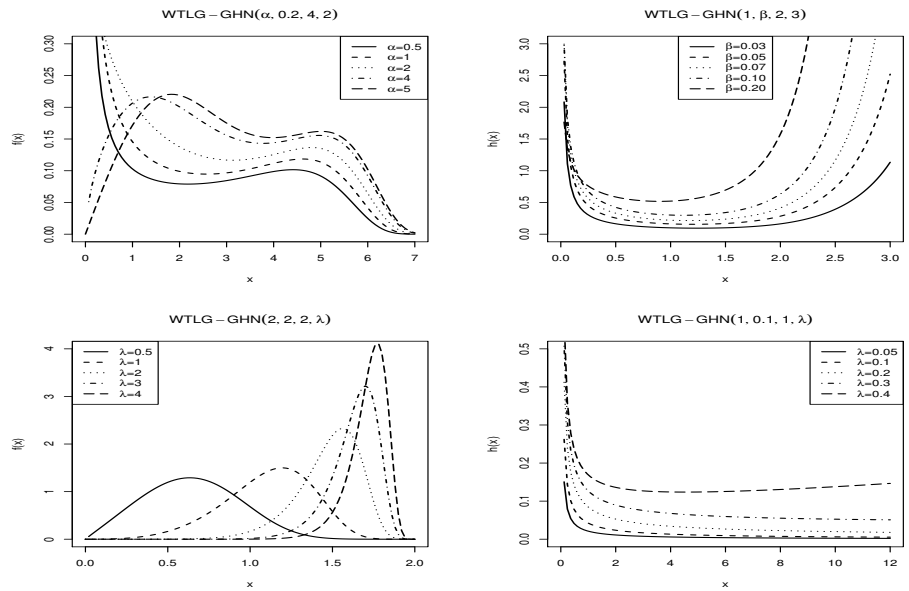 WTLG−GHN(α, 0.2, 4, 2)
f(x)
0.00 0.05 0.10 0.15 0.20 0.25 0.30
α=0.5
α=1
α=2
α=4
α=5
0 1 2 3 4 5 6 7
x
WTLG−GHN(1, β, 2, 3)
h(x)
0.0 0.5 1.0 1.5 2.0 2.5 3.0
β=0.03
β=0.05
β=0.07
β=0.10
β=0.20
0.0 0.5 1.0 1.5 2.0 2.5 3.0
x
WTLG−GHN(2, 2, 2, λ)
f(x)
0 1 2 3 4
λ=0.5
λ=1
λ=2
λ=3
λ=4
0.0 0.5 1.0 1.5 2.0
x
WTLG−GHN(1, 0.1, 1, λ)
h(x)
0.0 0.1 0.2 0.3 0.4 0.5
λ=0.05
λ=0.1
λ=0.2
λ=0.3
λ=0.4
0 2 4 6 8 10 12
x